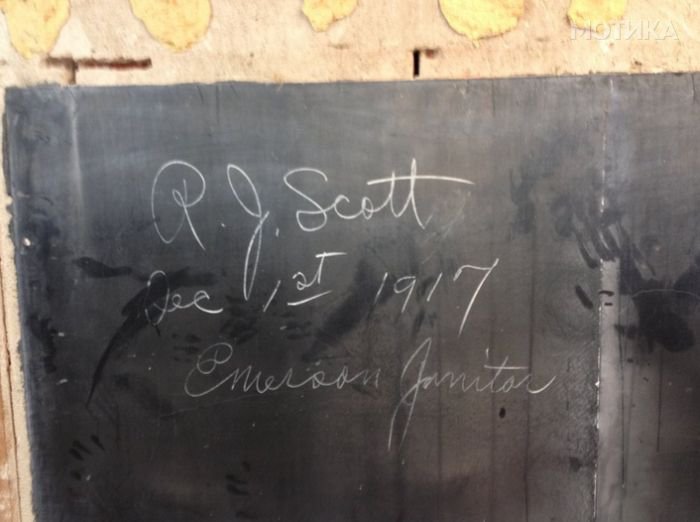 МОТИКА
R. J. Scott
Dec 1st 1917
Emerson Janitor